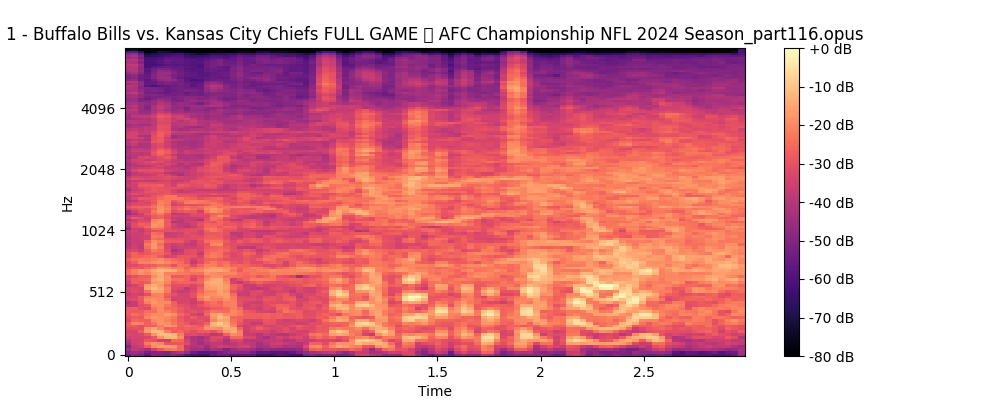 1 - Buffalo Bills vs. Kansas City Chiefs FULL GAME ▯ AFC Championship NFL 2024 Season_part116.opus
+0 dB
-10 dB
-20 dB
-30 dB
-40 dB
-50 dB
-60 dB
-70 dB
-80 dB
4096
2048
1024
512
0
Hz
0
0.5
1
1.5
2
2.5
Time